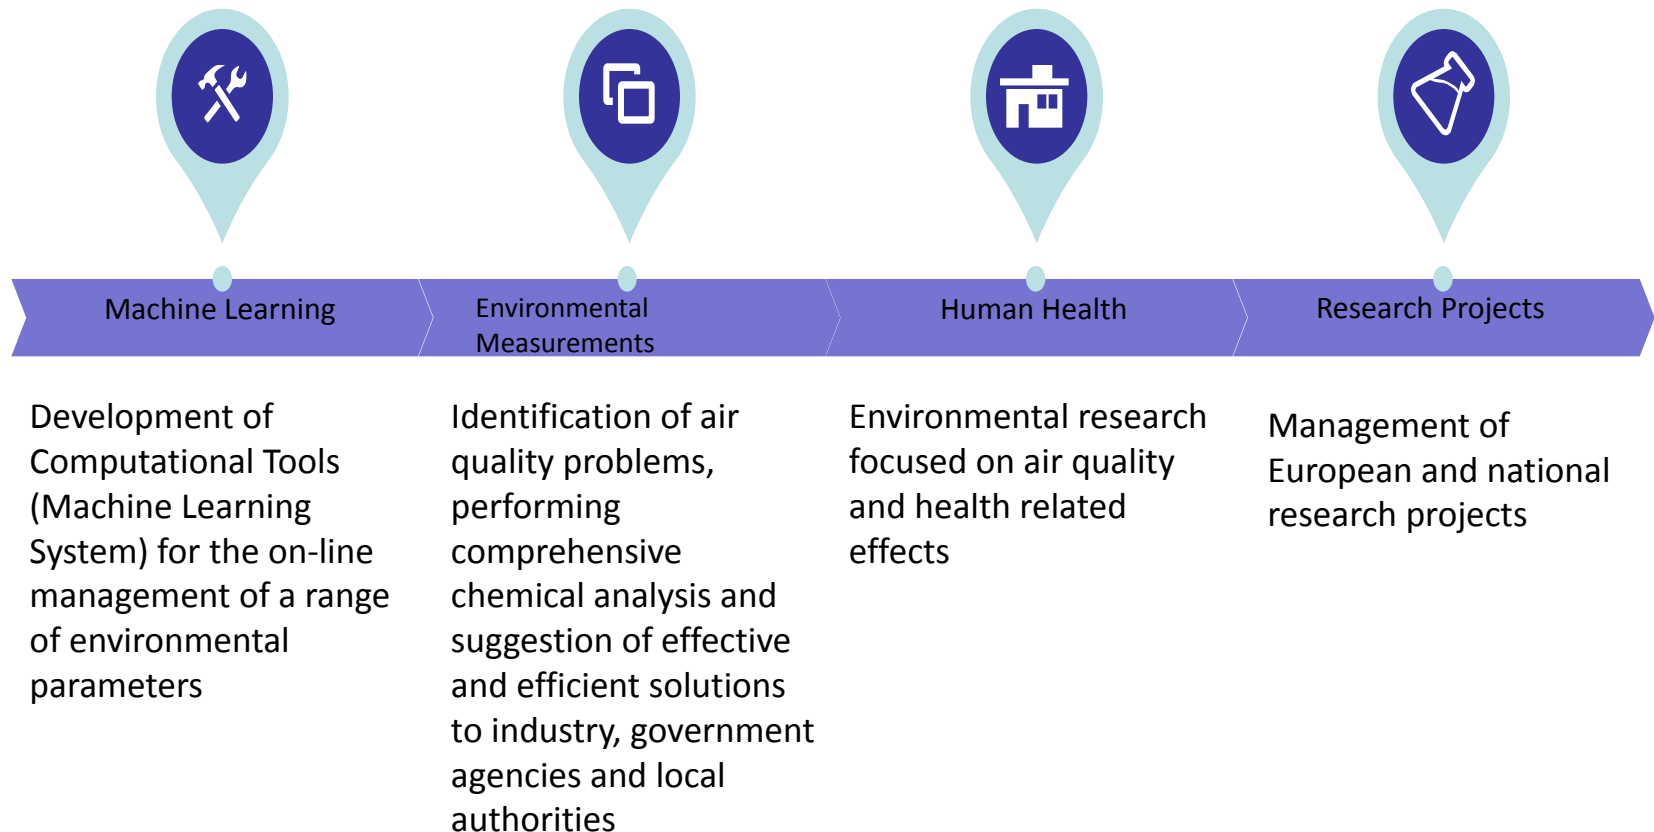 Machine Learning
Environmental
Measurements
Human Health
Research Projects
Development of
Computational Tools
(Machine Learning
System) for the on-line
management of a range
of environmental
parameters
Identification of air
quality problems,
performing
comprehensive
chemical analysis and
suggestion of effective
and efficient solutions
to industry, government
agencies and local
authorities
Environmental research
focused on air quality
and health related
effects
Management of
European and national
research projects